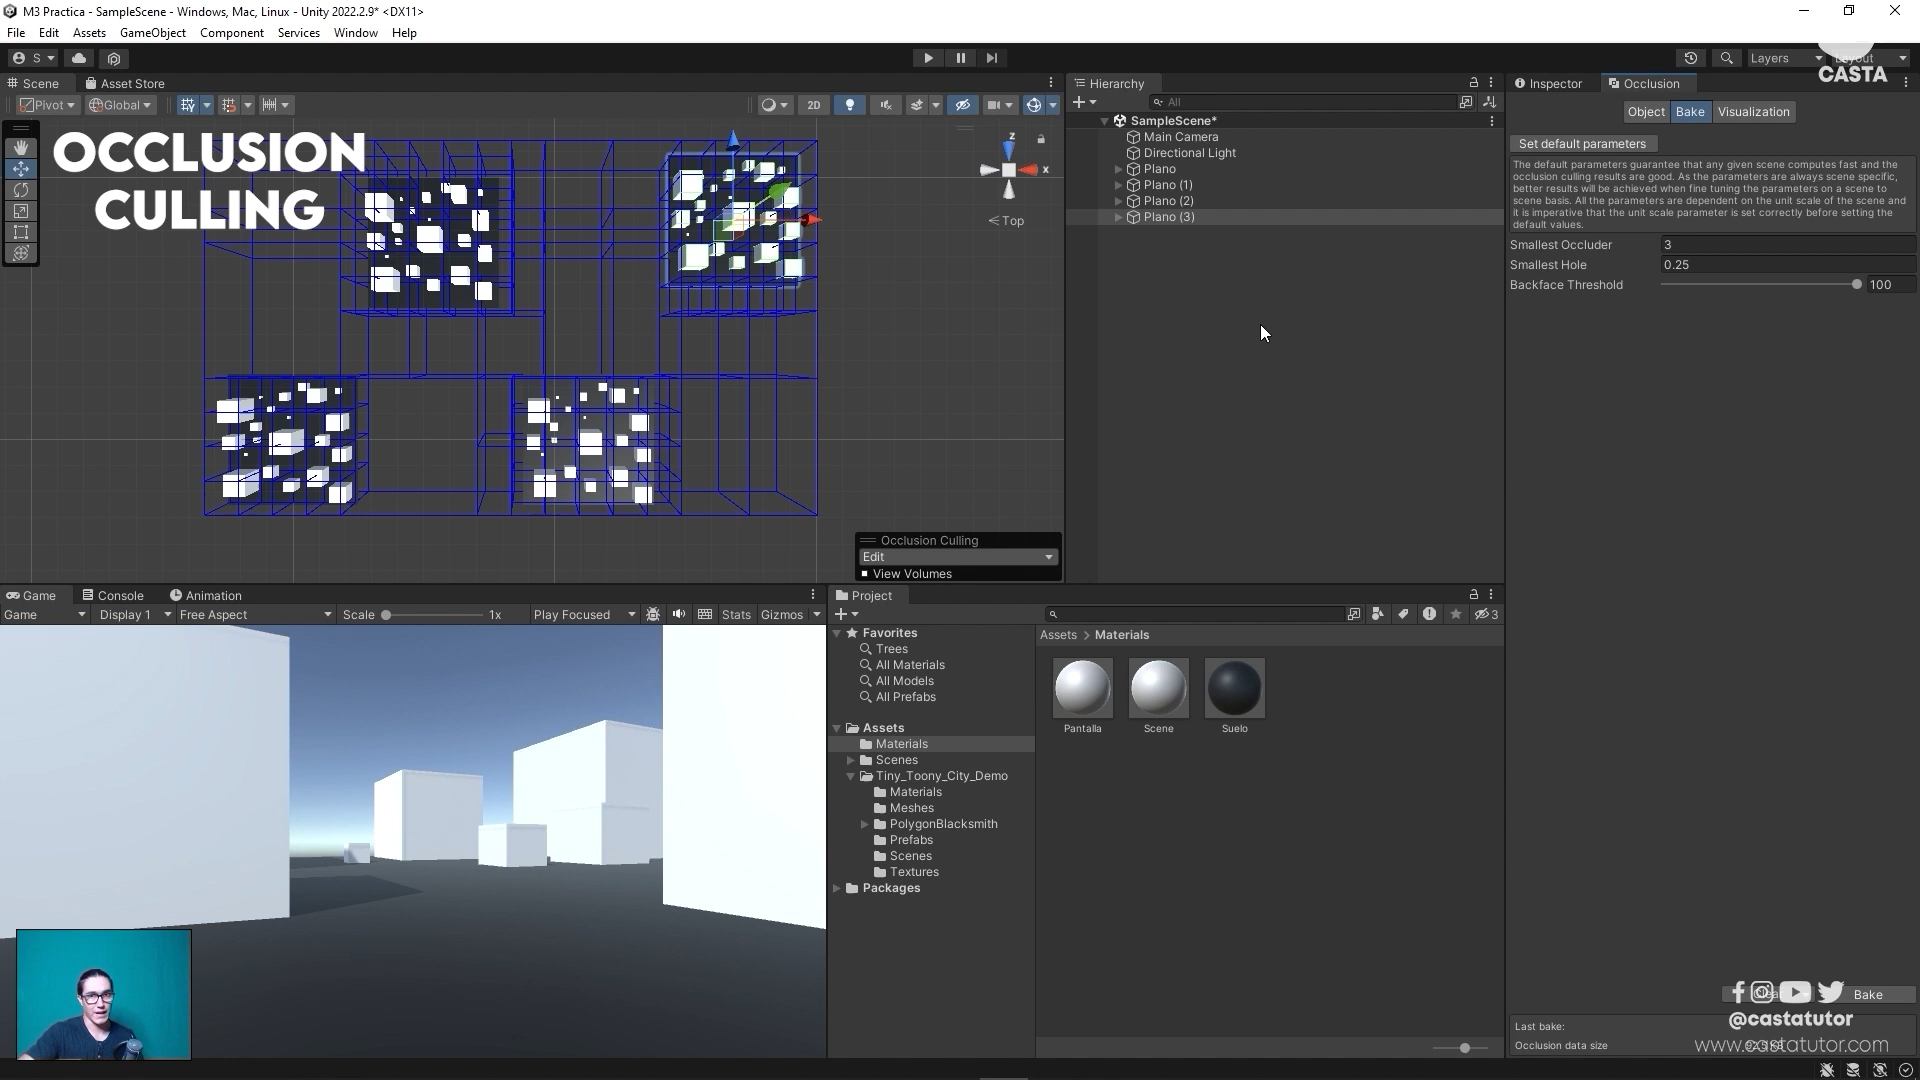 M3 Practica - SampleScene - Windows, Mac, Linux - Unity 2022.2.9* <DX11>
File Edit Assets GameObject Component Services Window Help
S
Layers
CASTA
Scene
Asset Store
Pivot
Global
2D
OCCLUSION
CULLING
z
x
< Top
Occlusion Culling
Edit
View Volumes
Hierarchy
All
SampleScene*
Main Camera
Directional Light
Plano
Plano (1)
Plano (2)
Plano (3)
Inspector
Occlusion
Object
Bake
Visualization
Set default parameters
The default parameters guarantee that any given scene computes fast and the
occlusion culling results are good. As the parameters are always scene specific,
better results will be achieved when fine tuning the parameters on a scene to
scene basis. All the parameters are dependent on the unit scale of the scene and
it is imperative that the unit scale parameter is set correctly before setting the
default values.
Smallest Occluder 3
Smallest Hole 0.25
Backface Threshold 100
Game
Console
Animation
Game
Display 1
Free Aspect
Scale
1x
Play Focused
Stats
Gizmos
Project
3
Favorites
Trees
All Materials
All Models
All Prefabs
Assets
Materials
Scenes
Tiny_Toony_City_Demo
Materials
Meshes
PolygonBlacksmith
Prefabs
Scenes
Textures
Packages
Assets > Materials
Pantalla
Scene
Suelo
Bake
@castatutor
Last bake:
Occlusion data size
www.castatutor.com